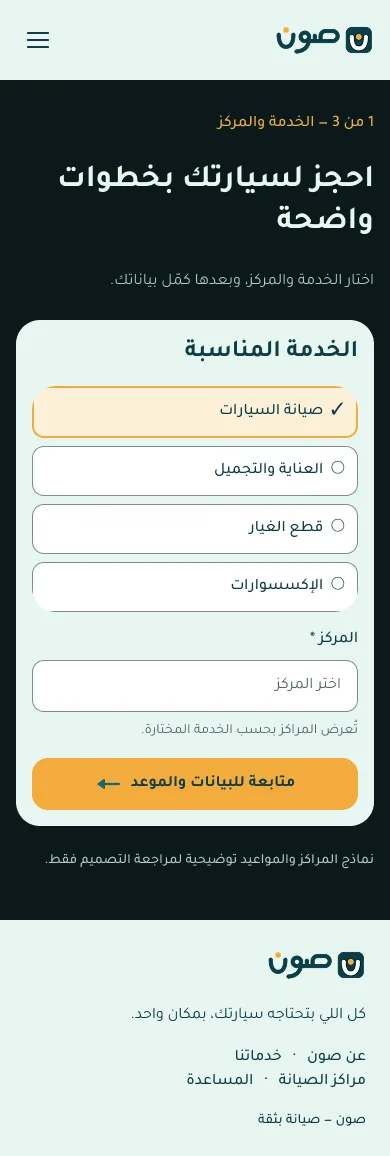 صون
1 من 3 – الخدمة والمركز
احجز لسيارتك بخطوات
واضحة
اختار الخدمة والمركز، وبعدها كمّل بياناتك.
الخدمة المناسبة
✓ صيانة السيارات
العناية والتجميل
قطع الغيار
الإكسسوارات
المركز *
اختر المركز
تُعرض المراكز بحسب الخدمة المختارة.
متابعة للبيانات والموعد ←
نماذج المراكز والمواعيد توضيحية لمراجعة التصميم فقط.
صون
كل اللي بتحتاجه سيارتك، بمكان واحد.
عن صون · خدماتنا
مراكز الصيانة · المساعدة
صون – صيانة بثقة